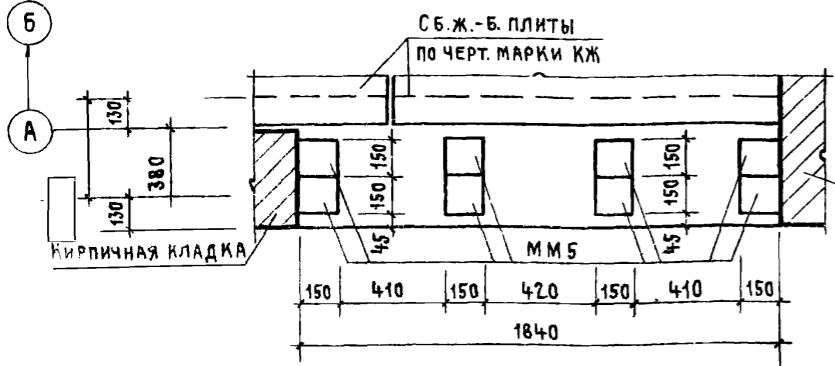 Б
СБ.Ж.-Б. ПЛИТЫ
ПО ЧЕРТ. МАРКИ КЖ
А
130
380
130
150
150
45
150
150
45
КИРПИЧНАЯ КЛАДКА
ММ5
150 410 150 420 150 410 150
1840